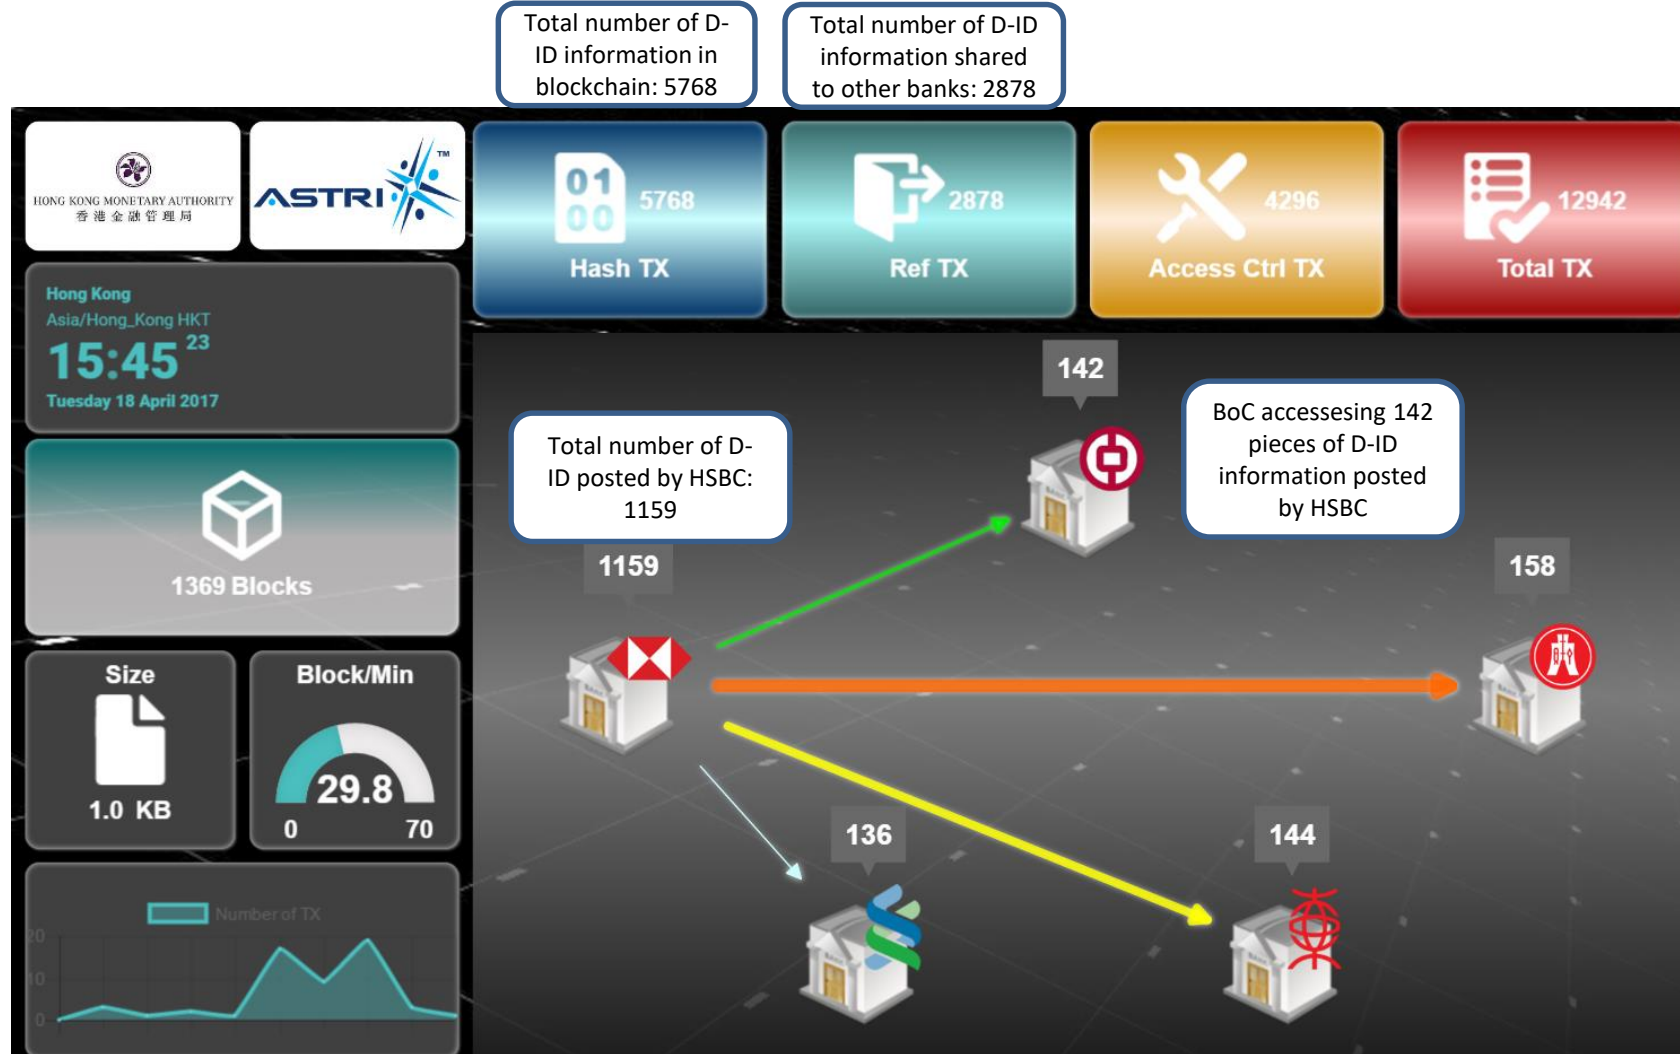 Total number of D-
ID information in
blockchain: 5768
Total number of D-ID
information shared
to other banks: 2878
HONG KONG MONETARY AUTHORITY
香港金融管理局
ASTRI
TM
01
00
5768
Hash TX
2878
Ref TX
4296
Access Ctrl TX
12942
Total TX
Hong Kong
Asia/Hong_Kong HKT
15:45 23
Tuesday 18 April 2017
1369 Blocks
Size
1.0 KB
Block/Min
29.8
0
70
Number of TX
20
10
0
142
BoC accessesing 142
pieces of D-ID
information posted
by HSBC
Total number of D-
ID posted by HSBC:
1159
1159
158
136
144